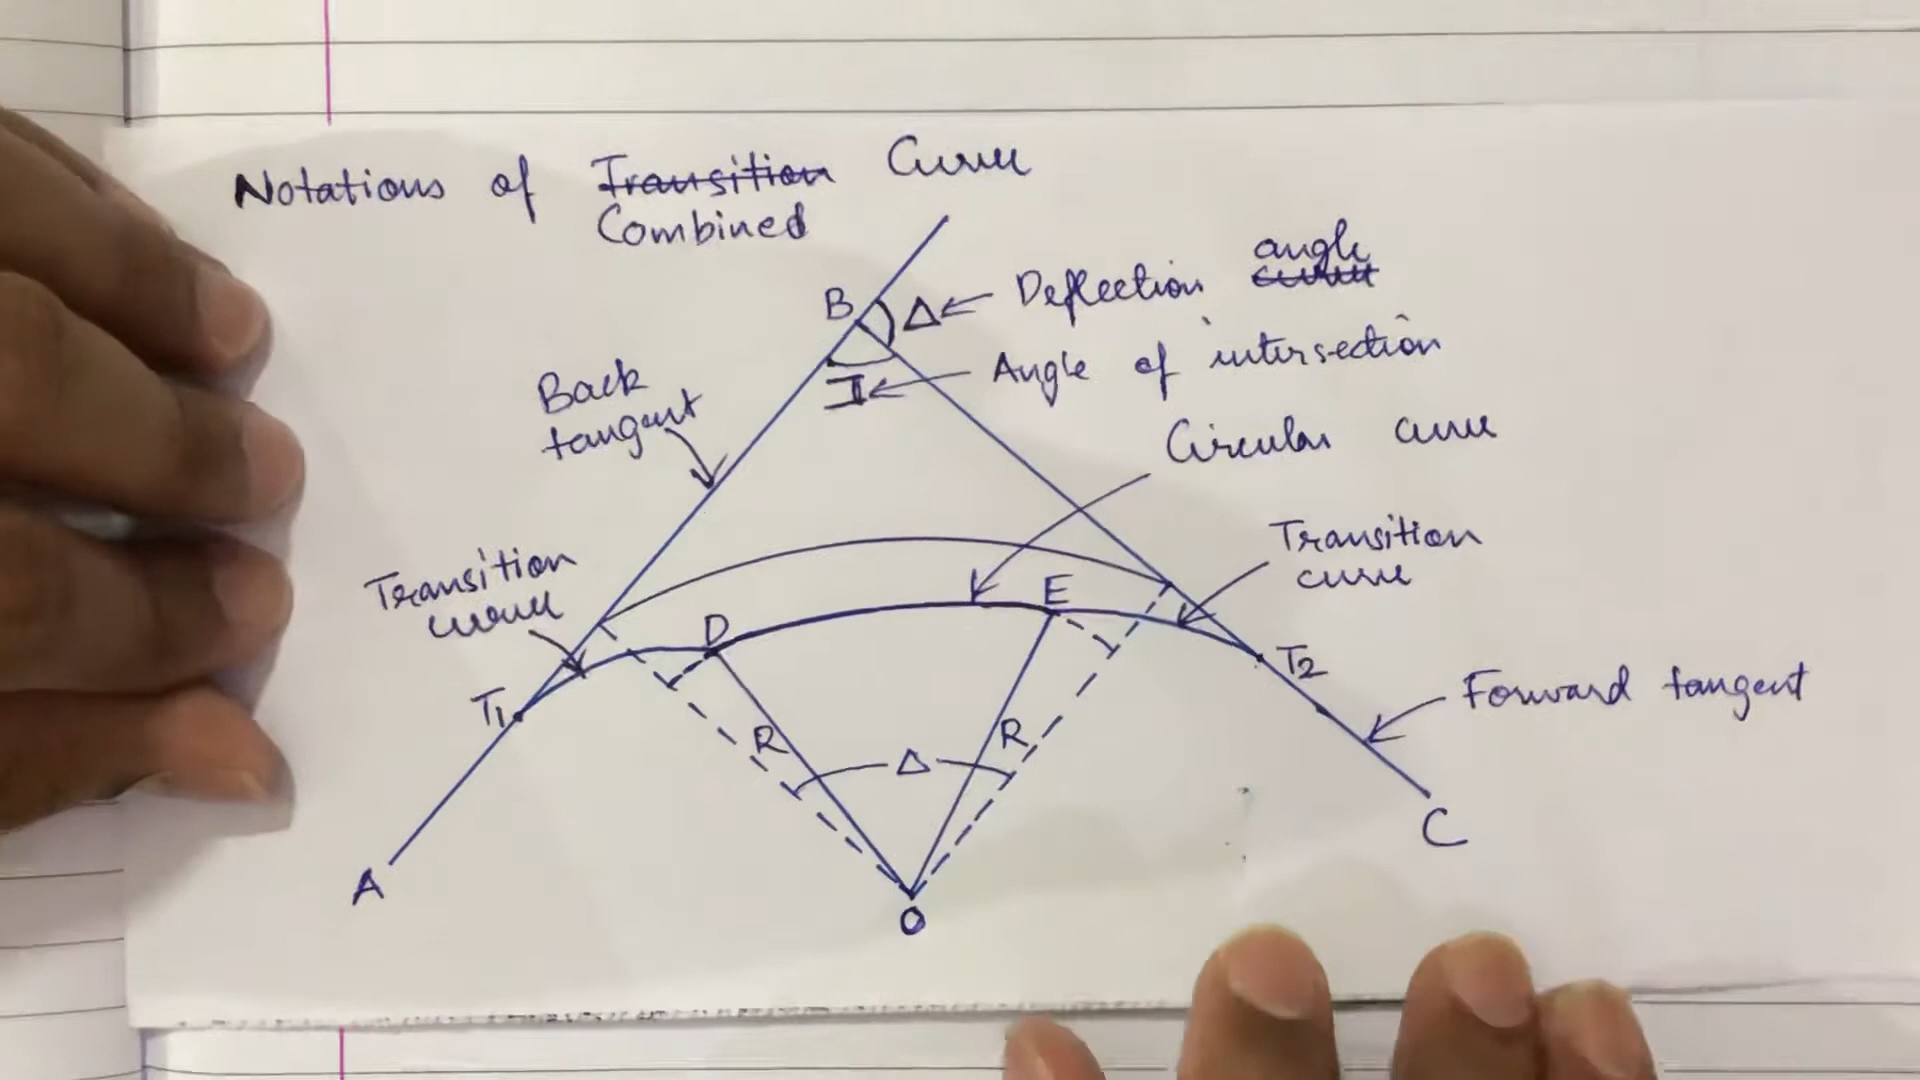 Notations of Transition Curve
Combined
B
Δ
Deflection curve
angle
I
Angle of intersection
Back
tangent
Circular curve
Transition
curve
Transition
curve
D
E
T1
T2
Forward tangent
R
Δ
R
A
C
O